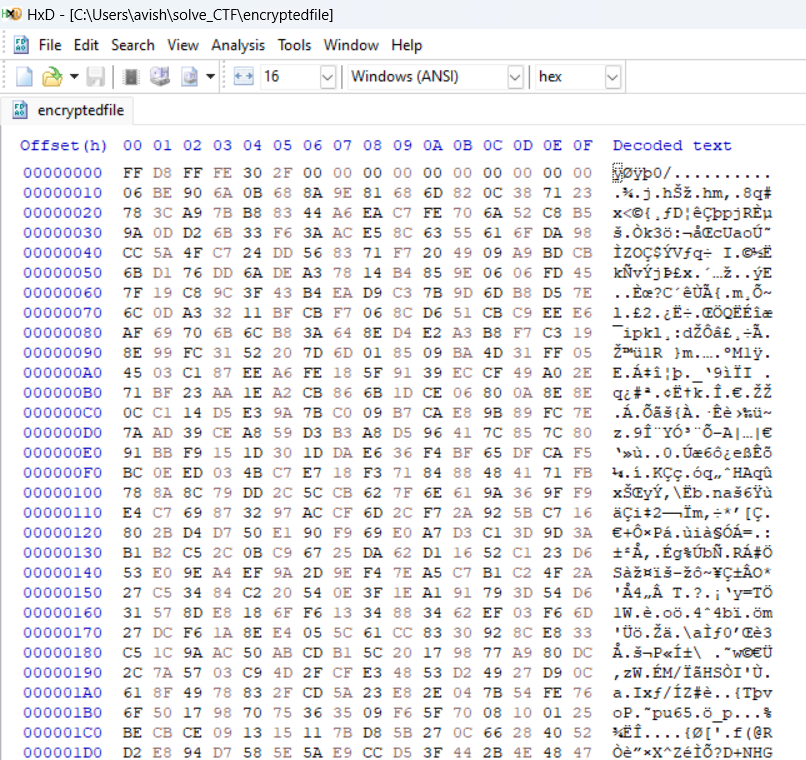 HxD - [C:\Users\avish\solve_CTF\encryptedfile]
File Edit Search View Analysis Tools Window Help
16 Windows (ANSI) hex
encryptedfile
Offset(h) 00 01 02 03 04 05 06 07 08 09 0A 0B 0C 0D 0E 0F Decoded text
00000000 FF D8 FF FE 30 2F 00 00 00 00 00 00 00 00 00 00 ÿØÿþ0/..........
00000010 06 BE 90 6A 0B 68 8A 9E 81 68 6D 82 0C 38 71 23 .¾.j.hŠž.hm‚.8q#
00000020 78 3C A9 7B B8 83 44 A6 EA C7 FE 70 6A 52 C8 B5 x<©{¸ƒD¦êÇþpjRÈµ
00000030 9A 0D D2 6B 33 F6 3A AC E5 8C 63 55 61 6F DA 98 š.Òk3ö:¬åŒcUaoÚ˜
00000040 CC 5A 4F C7 24 DD 56 83 71 F7 20 49 09 A9 BD CB ÌZOÇ$ÝVƒq÷ I.©½Ë
00000050 6B D1 76 DD 6A DE A3 78 14 B4 85 9E 06 06 FD 45 kÑvÝjÞ£x.´…ž..ýE
00000060 7F 19 C8 9C 3F 43 B4 EA D9 C3 7B 9D 6D B8 D5 7E ..Èœ?C´êÙÃ{.m¸Õ~
00000070 6C 0D A3 32 11 BF CB F7 06 8C D6 51 CB C9 EE E6 l.£2.¿Ë÷.ŒÖQËÉîæ
00000080 AF 69 70 6B 6C B8 3A 64 8E D4 E2 A3 B8 F7 C3 19 ¯ipkl¸:dŽÔâ£¸÷Ã.
00000090 8E 99 FC 31 52 20 7D 6D 01 85 09 BA 4D 31 FF 05 Ž™ü1R }m.….ºM1ÿ.
000000A0 45 03 C1 87 EE A6 FE 18 5F 91 39 EC CF 49 A0 2E E.Á‡î¦þ._‘9ìÏI .
000000B0 71 BF 23 AA 1E A2 CB 86 6B 1D CE 06 80 0A 8E 8E q¿#ª.¢Ë†k.Î.€.ŽŽ
000000C0 0C C1 14 D5 E3 9A 7B C0 09 B7 CA E8 9B 89 FC 7E .Á.Õãš{À.·Êè›‰ü~
000000D0 7A AD 39 CE A8 59 D3 B3 A8 D5 96 41 7C 85 7C 80 z.9Î¨YÓ³¨Õ–A|…|€
000000E0 91 BB F9 15 1D 30 1D DA E6 36 F4 BF 65 DF CA F5 ‘»ù..0.Úæ6ô¿eßÊõ
000000F0 BC 0E ED 03 4B C7 E7 18 F3 71 84 88 48 41 71 FB ¼.í.KÇç.óq„ˆHAqû
00000100 78 8A 8C 79 DD 2C 5C CB 62 7F 6E 61 9A 36 9F F9 xŠŒyÝ,\Ëb.naš6Ÿù
00000110 E4 C7 69 87 32 97 AC CF 6D 2C F7 2A 92 5B C7 16 äÇi‡2—¬Ïm,÷*’[Ç.
00000120 80 2B D4 D7 50 E1 90 F9 69 E0 A7 D3 C1 3D 9D 3A €+Ô×Pá.ùià§ÓÁ=.:
00000130 B1 B2 C5 2C 0B C9 67 25 DA 62 D1 16 52 C1 23 D6 ±²Å,.Ég%ÚbÑ.RÁ#Ö
00000140 53 E0 9E A4 EF 9A 2D 9E F4 7E A5 C7 B1 C2 4F 2A Sàž¤ïš-žô~¥Ç±ÂO*
00000150 27 C5 34 84 C2 20 54 0E 3F 1E A1 91 79 3D 54 D6 'Å4„Â T.?.¡‘y=TÖ
00000160 31 57 8D E8 18 6F F6 13 34 88 34 62 EF 03 F6 6D 1W.è.oö.4ˆ4bï.öm
00000170 27 DC F6 1A 8E E4 05 5C 61 CC 83 30 92 8C E8 33 'Üö.Žä.\aÌƒ0’Œè3
00000180 C5 1C 9A AC 50 AB CD B1 5C 20 17 98 77 A9 80 DC Å.š¬P«Í±\ .˜w©€Ü
00000190 2C 7A 57 03 C9 4D 2F CF E3 48 53 D2 49 27 D9 0C ,zW.ÉM/ÏãHSÒI'Ù.
000001A0 61 8F 49 78 83 2F CD 5A 23 E8 2E 04 7B 54 FE 76 a.Ixƒ/ÍZ#è..{Tþv
000001B0 6F 50 17 98 70 75 36 35 09 F6 5F 70 08 10 01 25 oP.˜pu65.ö_p...%
000001C0 BE CB CE 09 13 15 11 7B D8 5B 27 0C 66 28 40 52 ¾ËÎ....{Ø['.f(@R
000001D0 D2 E8 94 D7 58 5E 5A E9 CC D5 3F 44 2B 4E 48 47 Òè”×X^ZéÌÕ?D+NHG